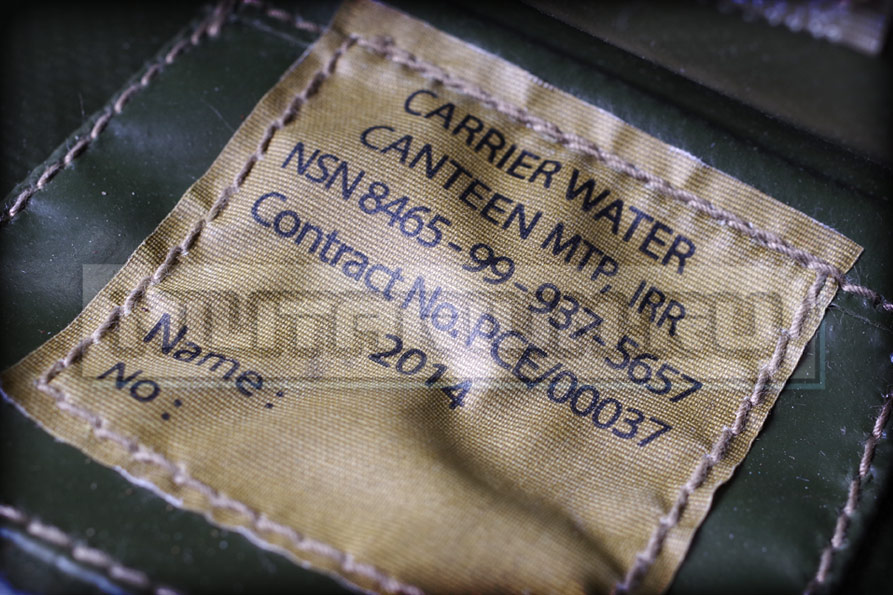 CARRIER WATER
CANTEEN MTP, IRR
NSN 8465-99-937-5657
Contract No. PCE/00037
2014
Name:
No: